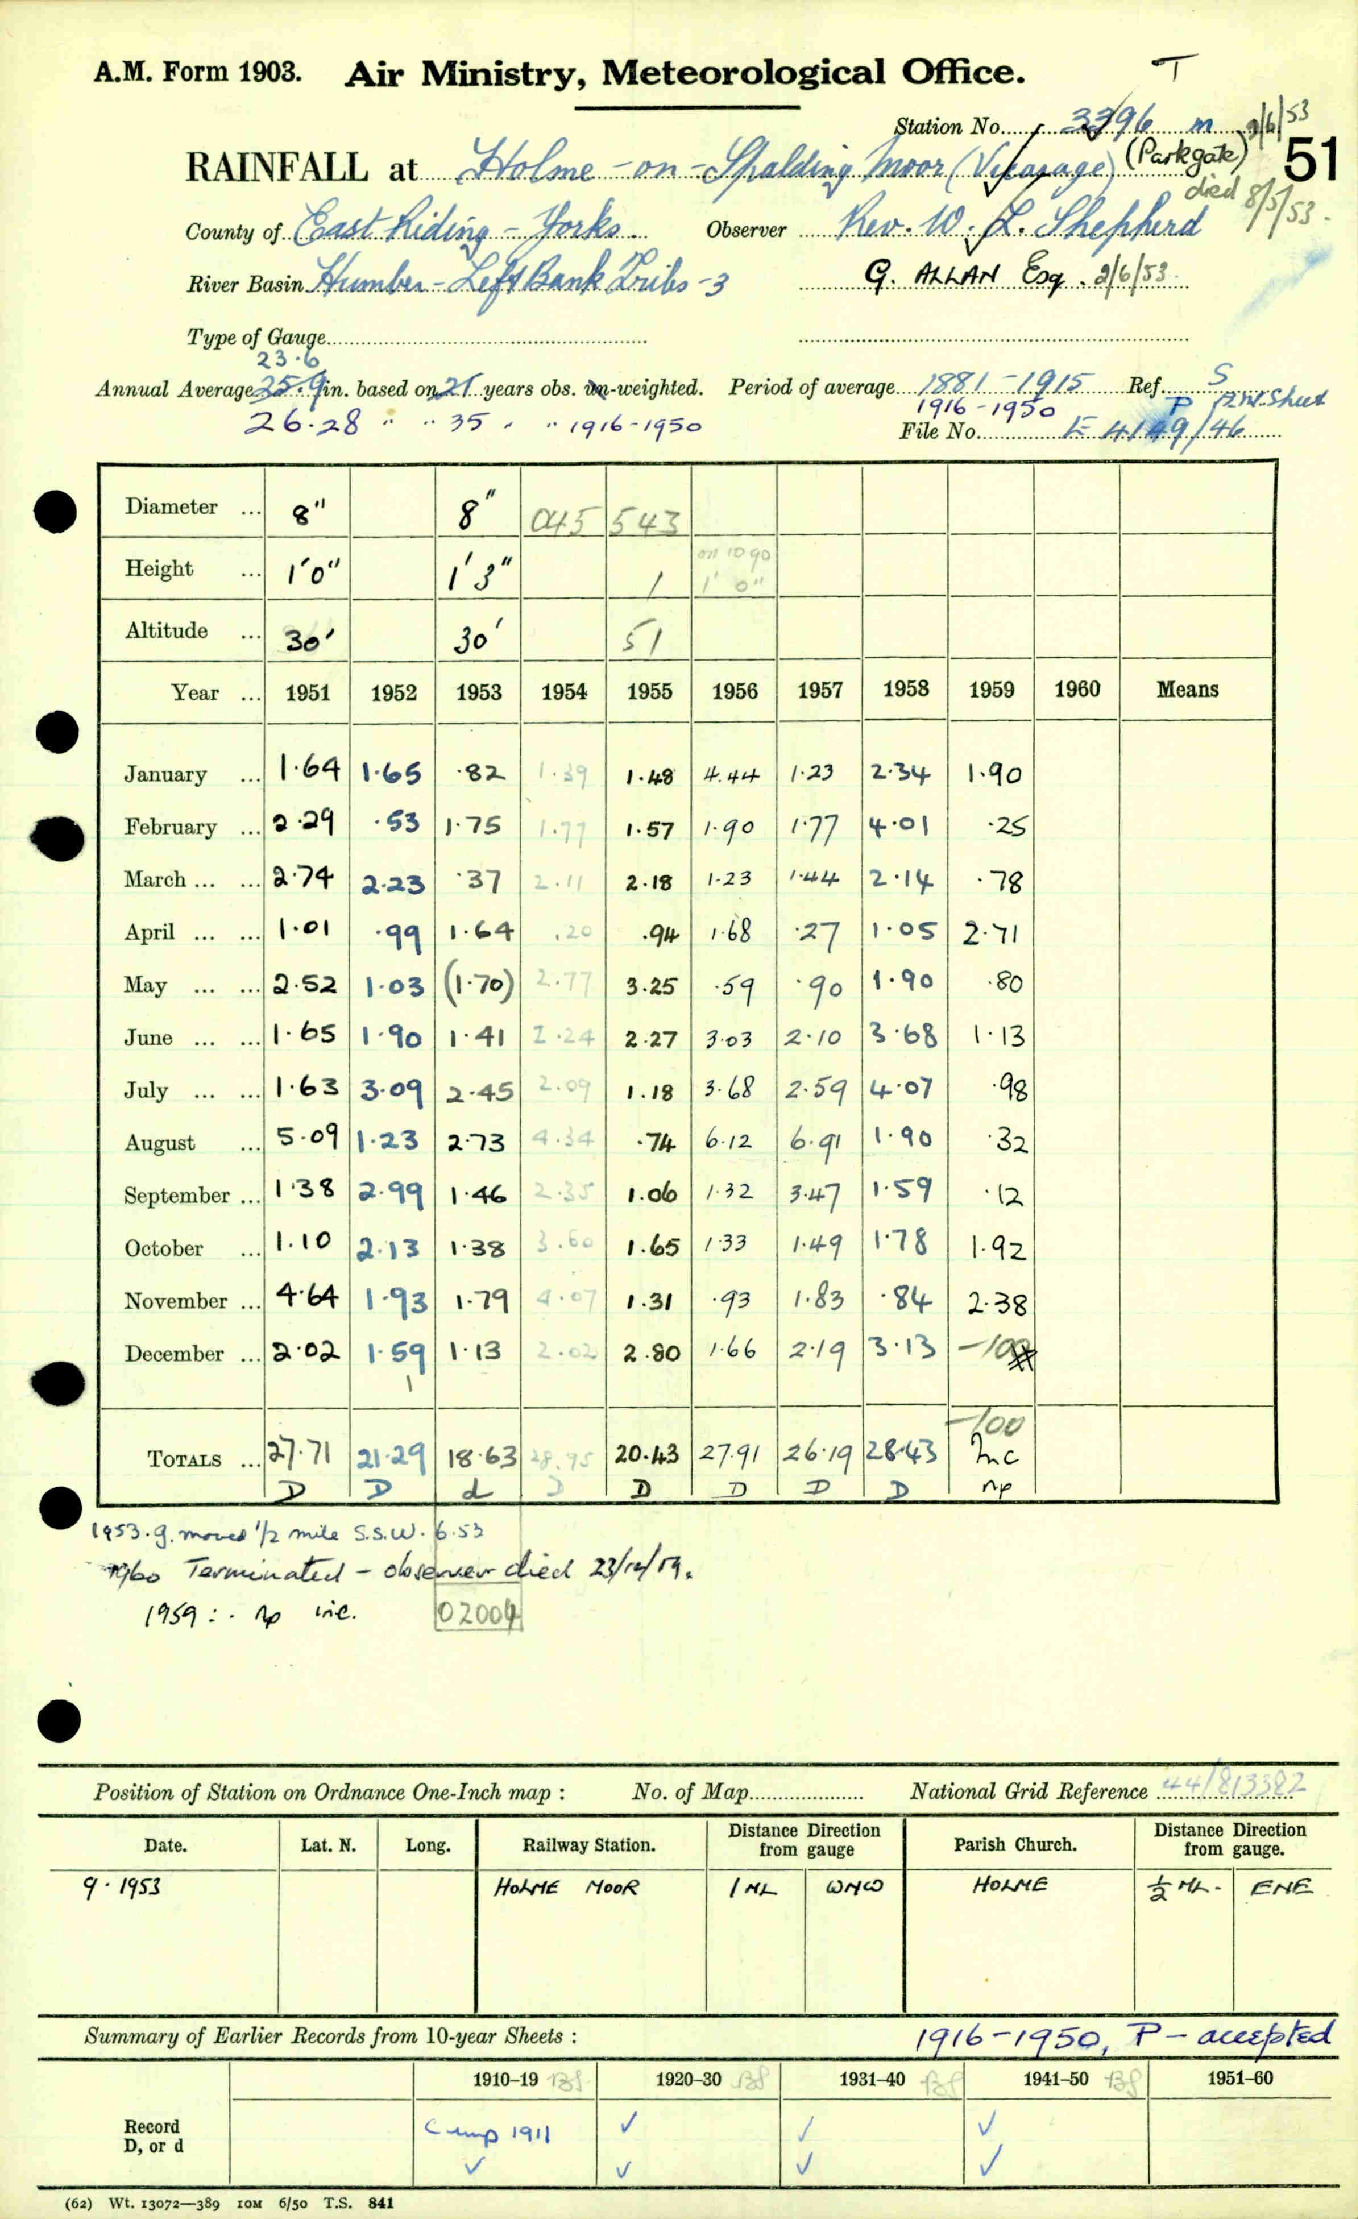 A.M. Form 1903. Air Ministry, Meteorological Office. T
Station No. 3396 m 2/6/53
RAINFALL at Holme-on-Spalding Moor (Vicarage) (Parkgate) 51
died 8/5/53.
County of East Riding - Yorks. Observer Rev. W. L. Shepherd
River Basin Humber - Left Bank Tribs - 3 G. ALLAN Esq. 2/6/53.
Type of Gauge
23.6
Annual Average 25.9 in. based on 21 years obs. un-weighted. Period of average 1881-1915 Ref. S
26.28 " " 35 " " 1916-1950 1916-1950 P
File No. E 4149/46
Diameter ... 8" 8" 045 543
Height ... 1'0" 1'3" 1 1' 0"
Altitude ... 30' 30' 51
Year ... 1951 1952 1953 1954 1955 1956 1957 1958 1959 1960 Means
January ... 1.64 1.65 .82 1.39 1.48 4.44 1.23 2.34 1.90
February ... 2.29 .53 1.75 1.77 1.57 1.90 1.77 4.01 .25
March ... ... 2.74 2.23 .37 2.11 2.18 1.23 1.44 2.14 .78
April ... ... 1.01 .99 1.64 .20 .94 1.68 .27 1.05 2.71
May ... ... 2.52 1.03 (1.70) 2.77 3.25 .59 .90 1.90 .80
June ... ... 1.65 1.90 1.41 2.24 2.27 3.03 2.10 3.68 1.13
July ... ... 1.63 3.09 2.45 2.09 1.18 3.68 2.59 4.07 .98
August ... 5.09 1.23 2.73 4.34 .74 6.12 6.91 1.90 .32
September ... 1.38 2.99 1.46 2.35 1.06 1.32 3.47 1.59 .12
October ... 1.10 2.13 1.38 3.60 1.65 1.33 1.49 1.78 1.92
November ... 4.64 1.93 1.79 4.07 1.31 .93 1.83 .84 2.38
December ... 2.02 1.59 1.13 2.02 2.80 1.66 2.19 3.13 -100
1
-100
TOTALS ... 27.71 21.29 18.63 28.95 20.43 27.91 26.19 28.43 Inc
D D d D D D D D np
1953. g. moved 1/2 mile S.S.W. 6.53
1960 Terminated - observer died 23/12/59.
1959 :- np inc. 02004
Position of Station on Ordnance One-Inch map : No. of Map National Grid Reference 44/813382
Date. Lat. N. Long. Railway Station. Distance Direction from gauge Parish Church. Distance Direction from gauge.
9.1953 HOLME MOOR 1 ML WNW HOLME ½ ML. ENE
Summary of Earlier Records from 10-year Sheets : 1916-1950, P - accepted
1910-19 1920-30 1931-40 1941-50 1951-60
Record 1911 ✓ ✓ ✓
D, or d ✓ ✓ ✓ ✓
(62) Wt. 13072—389 10M 6/50 T.S. 841